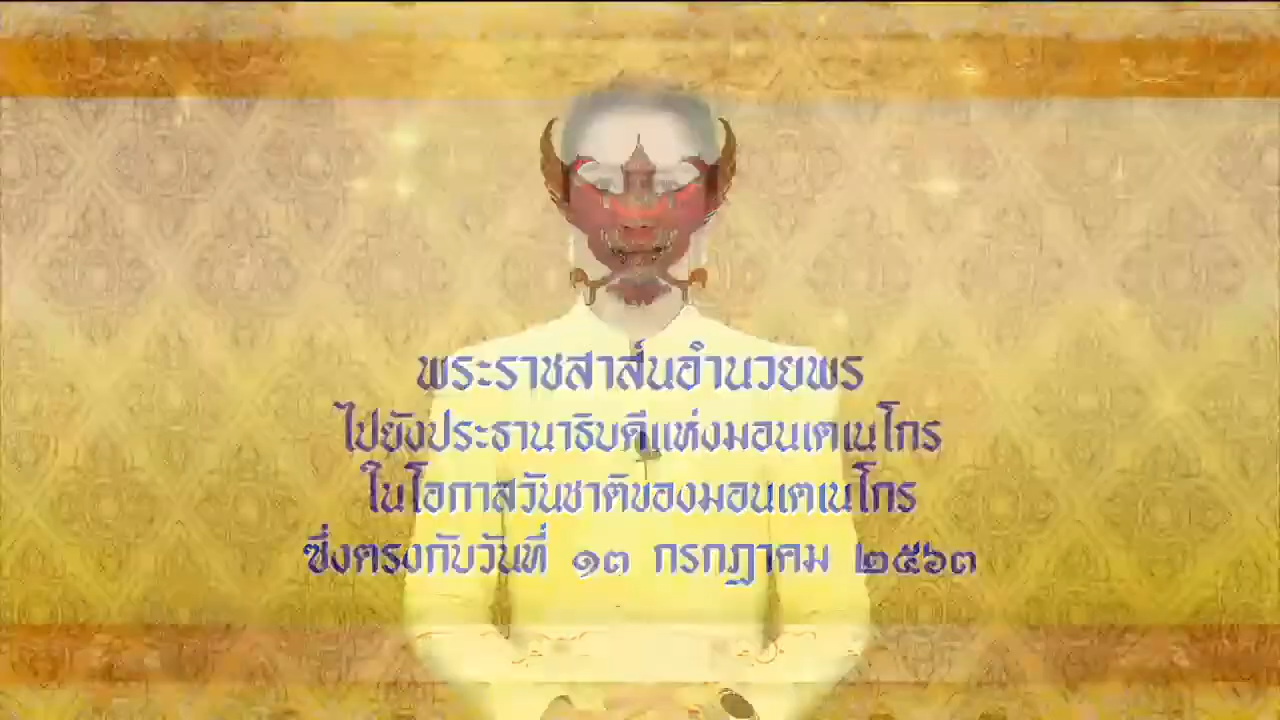 พระราชสาส์นอำนวยพร
ไปยังประธานาธิบดีแห่งมอนเตเนโกร
ในโอกาสวันชาติของมอนเตเนโกร
ซึ่งตรงกับวันที่ ๑๓ กรกฎาคม ๒๕๖๓